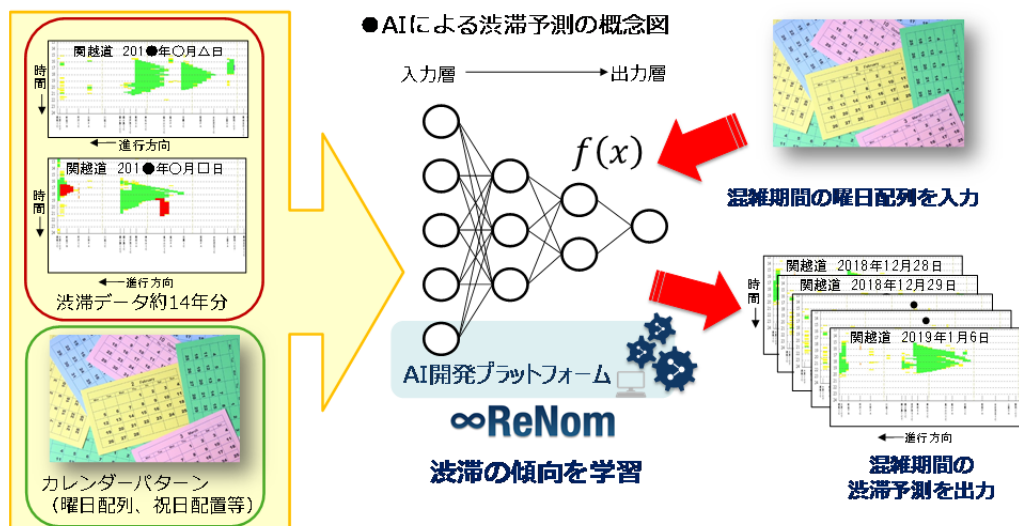 ●AIによる渋滞予測の概念図
関越道 201●年○月△日
時間
進行方向
関越道 201●年○月□日
時間
進行方向
渋滞データ約14年分
カレンダーパターン
（曜日配列、祝日配置等）
入力層
出力層
f(x)
AI開発プラットフォーム
∞ReNom
渋滞の傾向を学習
混雑期間の曜日配列を入力
関越道 2018年12月28日
関越道 2018年12月29日
時間
関越道 2019年1月6日
進行方向
混雑期間の
渋滞予測を出力